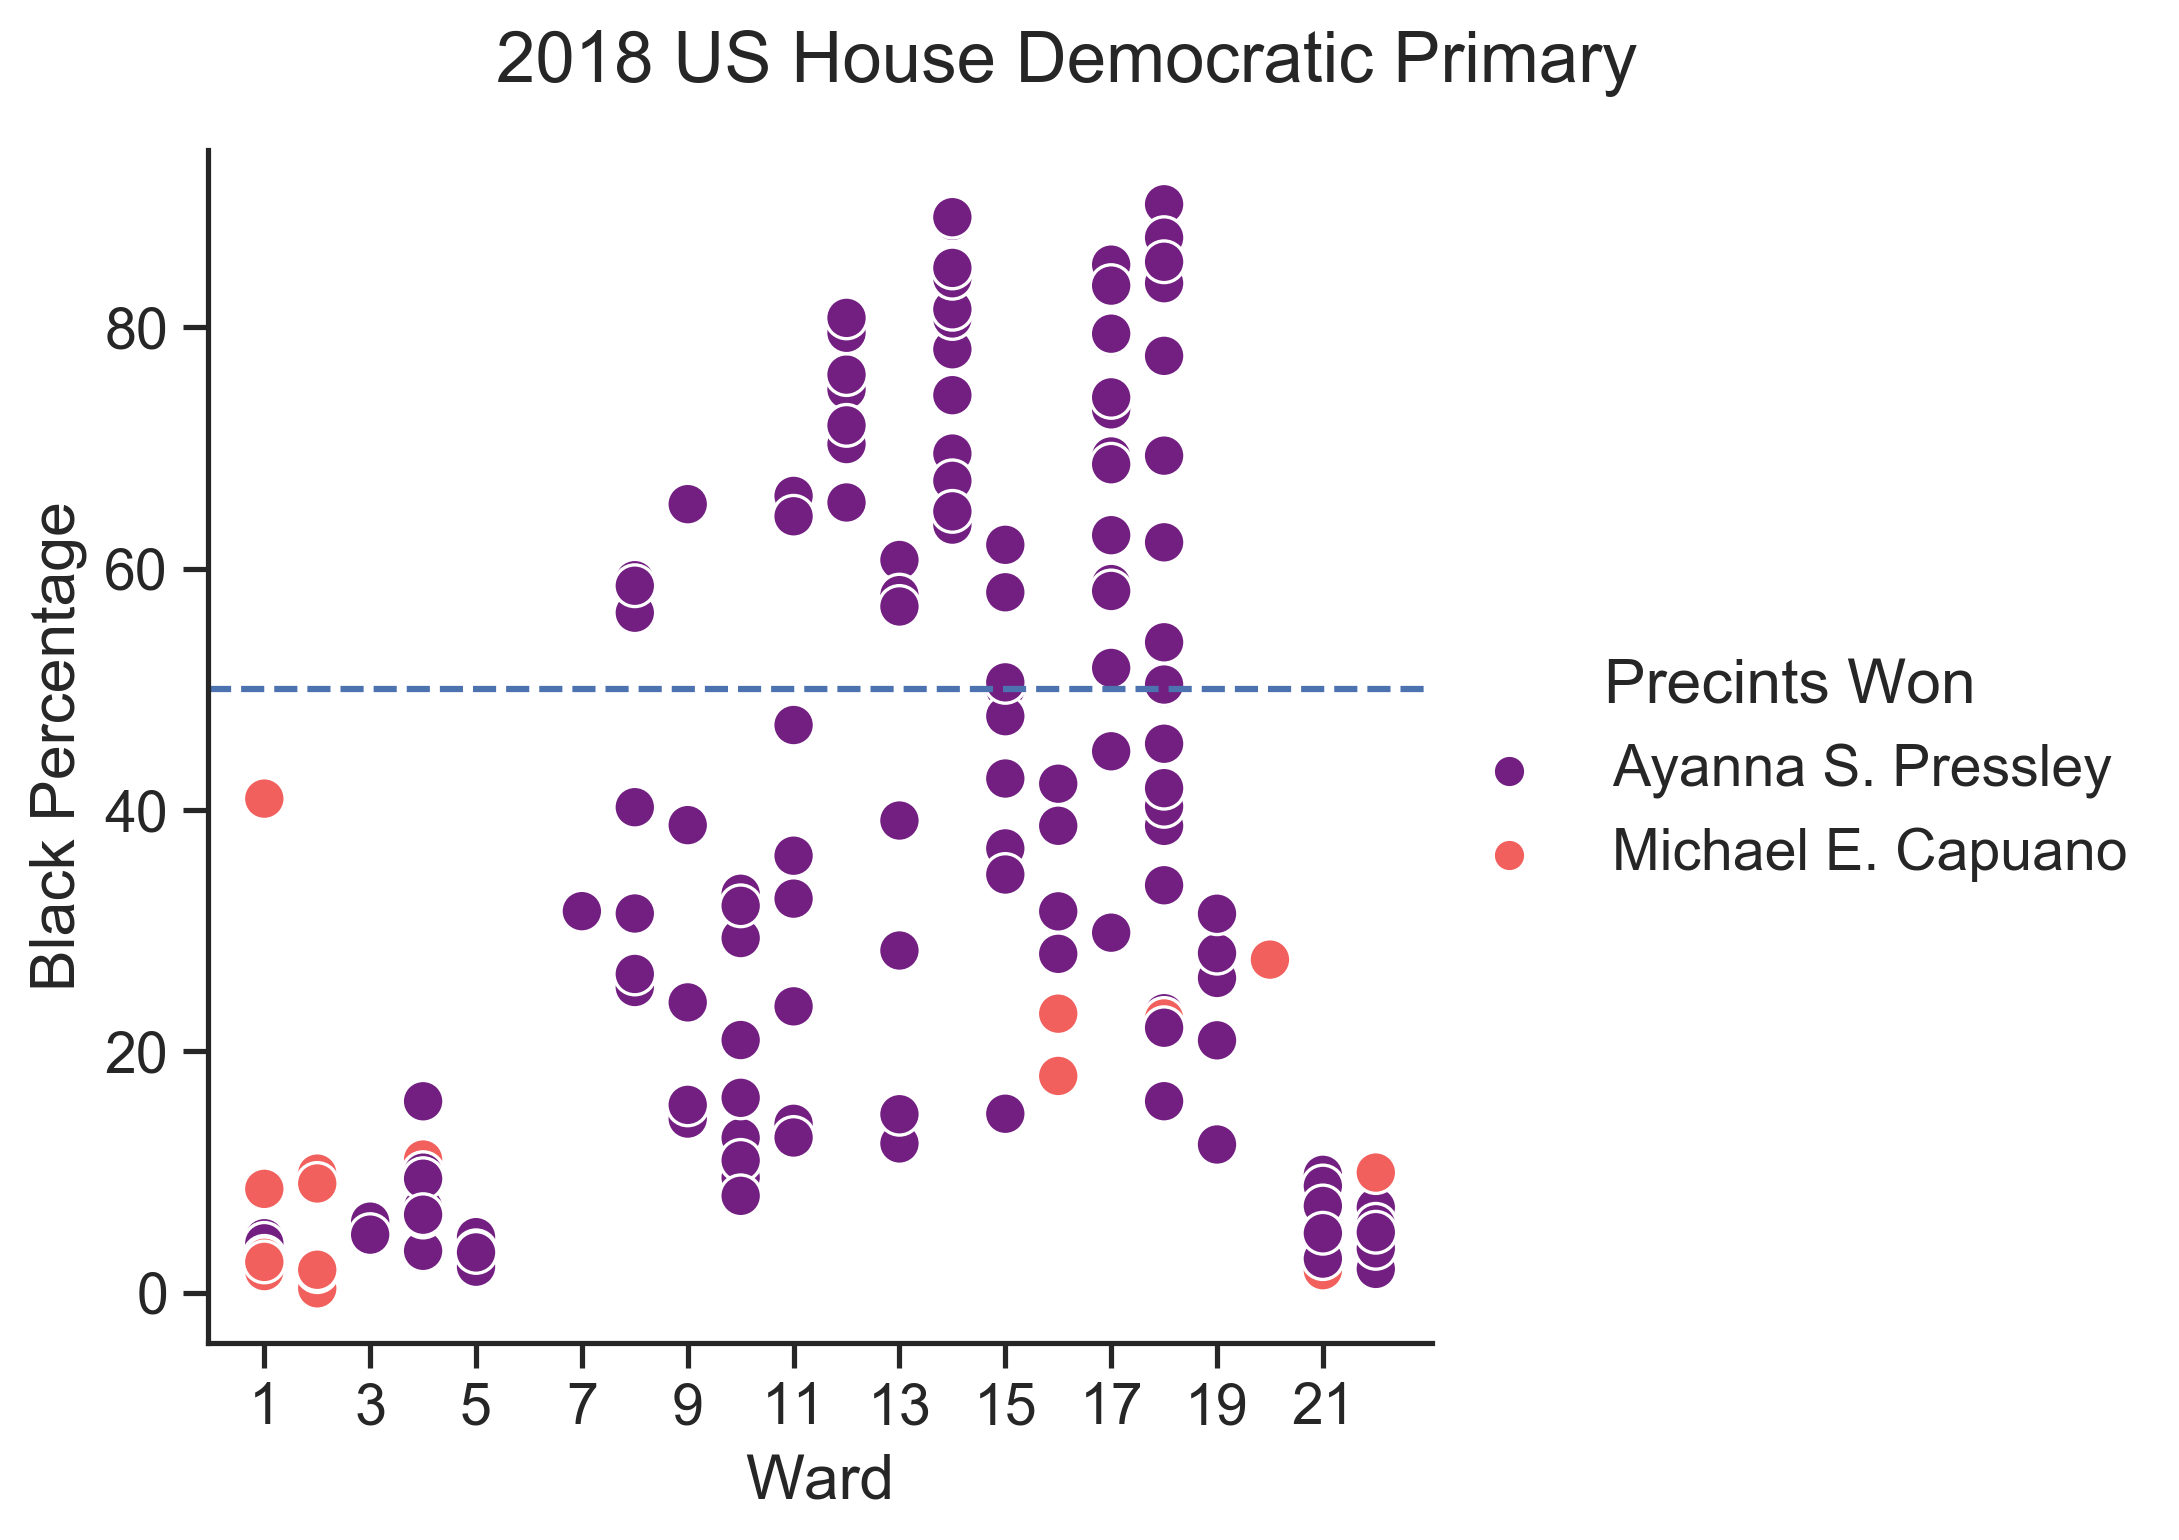 2018 US House Democratic Primary
Black Percentage
80
60
40
20
0
1 3 5 7 9 11 13 15 17 19 21
Ward
Precints Won
Ayanna S. Pressley
Michael E. Capuano